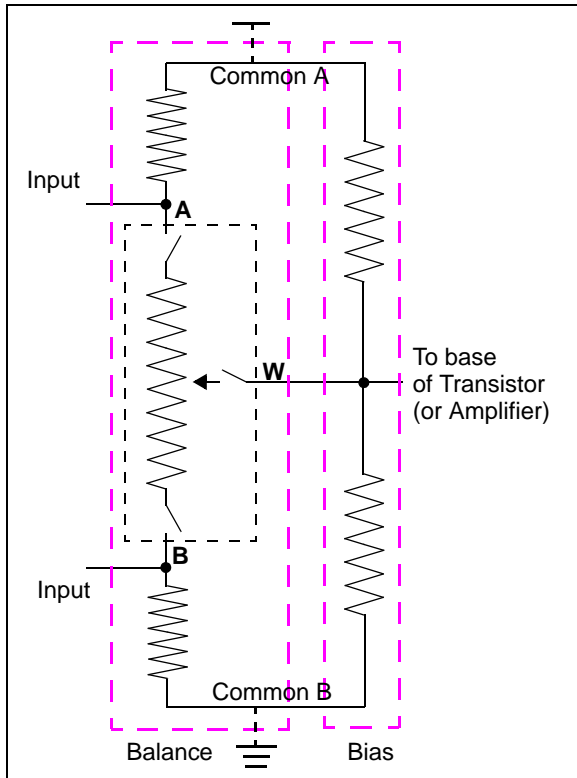 Common A
Input
A
W
To base
of Transistor
(or Amplifier)
B
Input
Common B
Balance
Bias